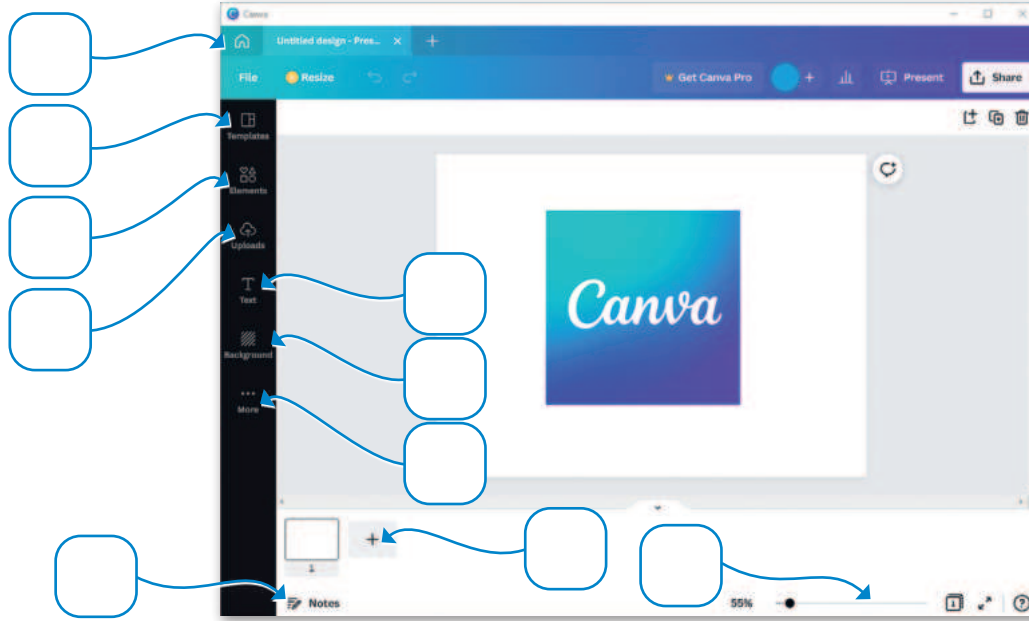 Canva
Untitled design - Pres...
File Resize Get Canva Pro Present Share
Templates
Elements
Uploads
Text
Background
More
Canva
1
Notes 55% 1